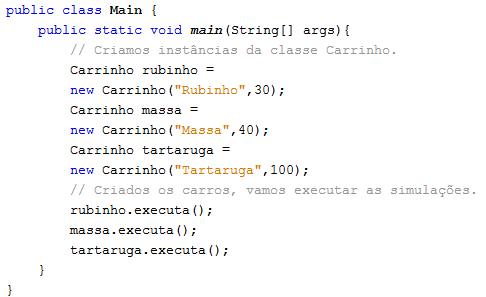 public class Main {
    public static void main(String[] args){
        // Criamos instâncias da classe Carrinho.
        Carrinho rubinho =
        new Carrinho("Rubinho",30);
        Carrinho massa =
        new Carrinho("Massa",40);
        Carrinho tartaruga =
        new Carrinho("Tartaruga",100);
        // Criados os carros, vamos executar as simulações.
        rubinho.executa();
        massa.executa();
        tartaruga.executa();
    }
}